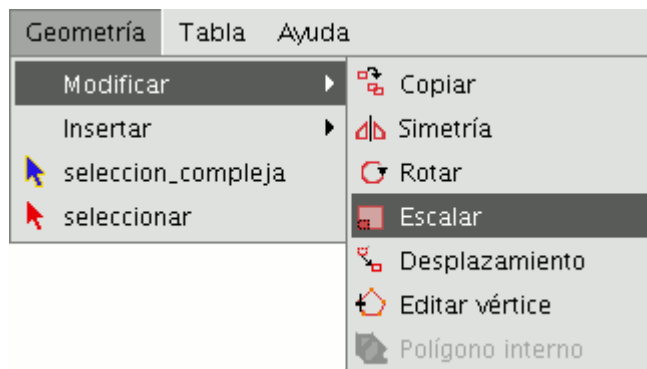 Geometría Tabla Ayuda
Modificar
Insertar
seleccion_compleja
seleccionar
Copiar
Simetría
Rotar
Escalar
Desplazamiento
Editar vértice
Polígono interno